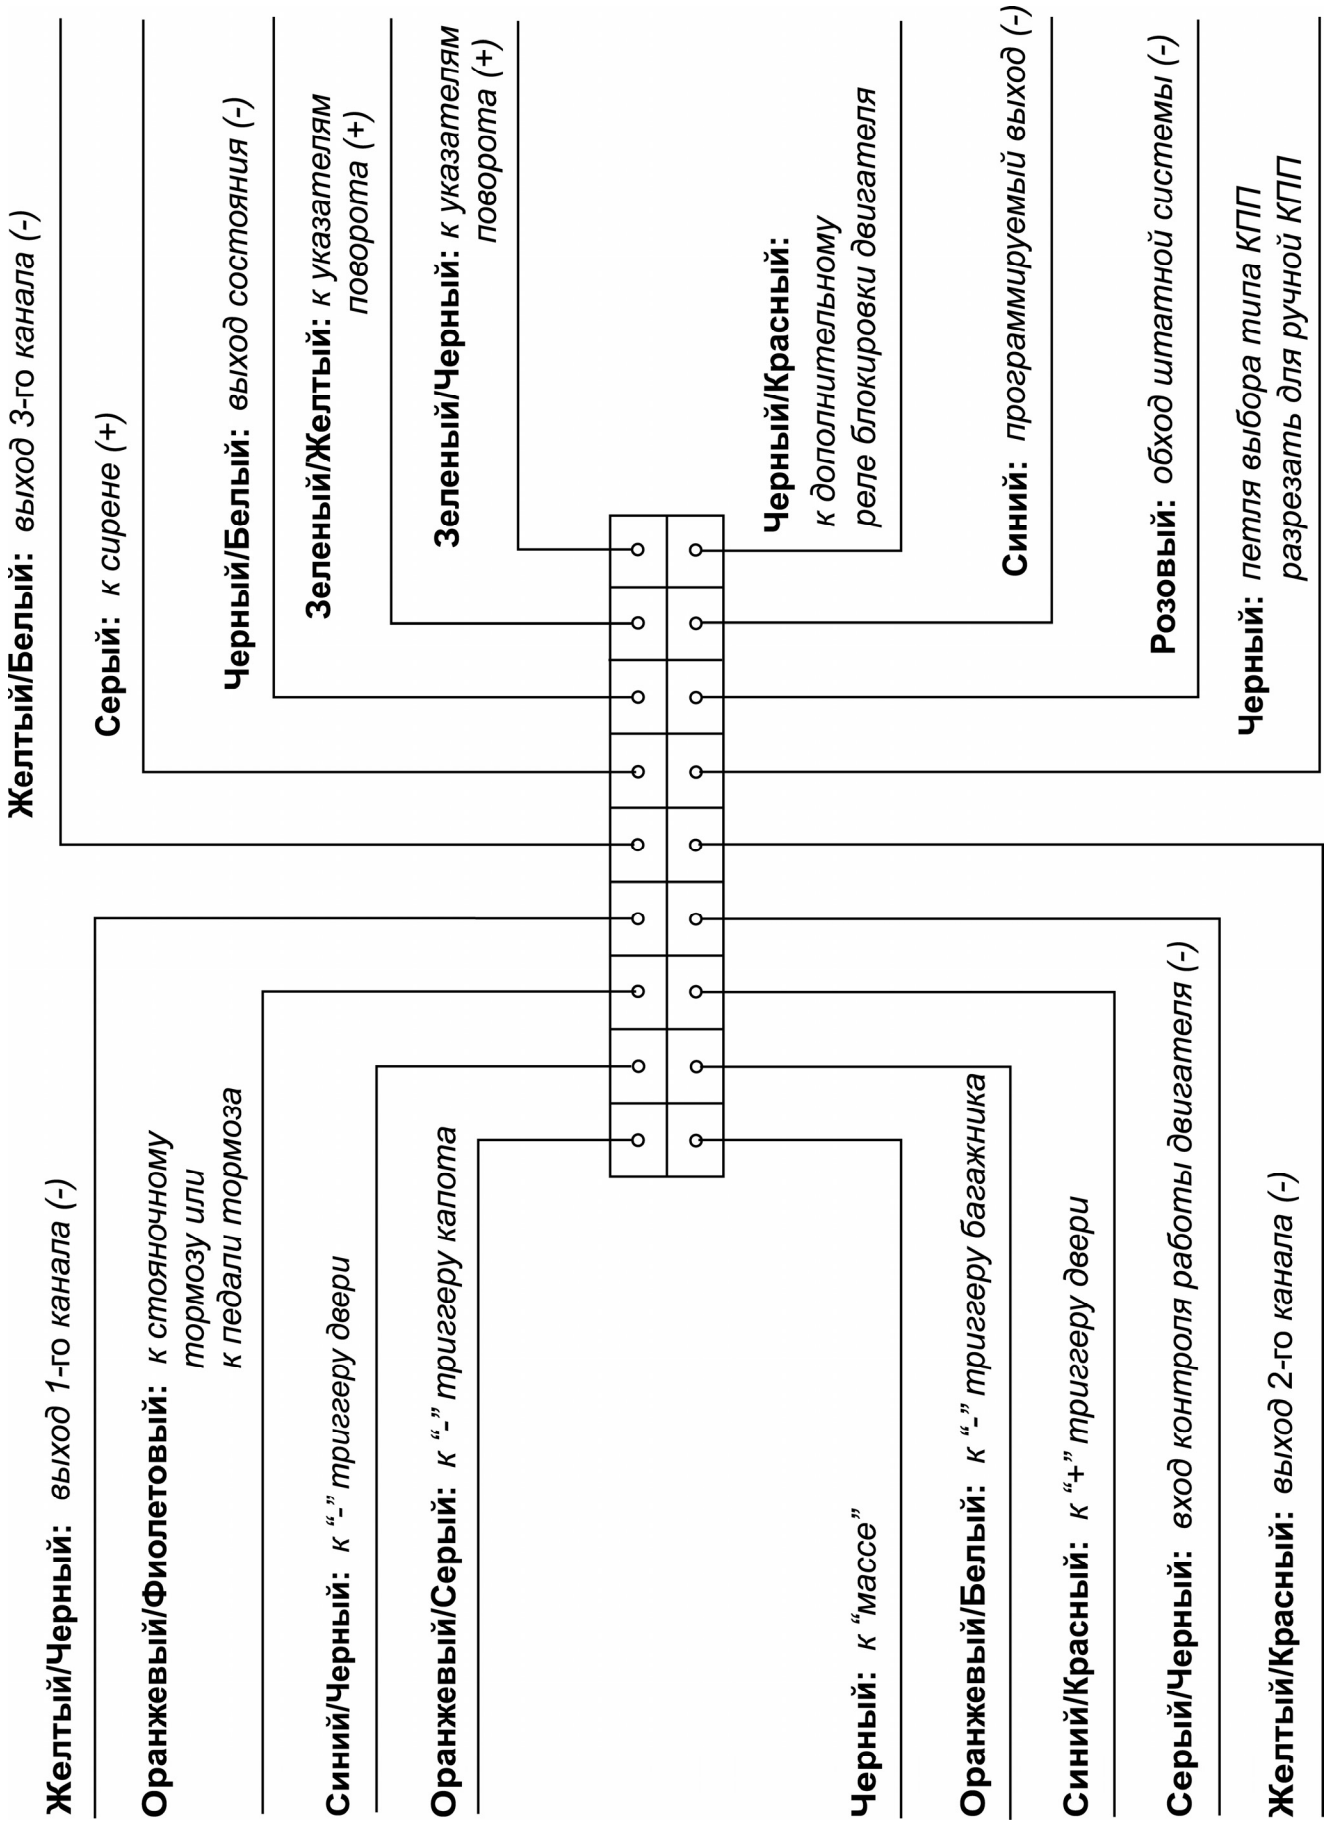 Желтый/Черный: выход 1-го канала (-)
Оранжевый/Фиолетовый: к стояночному
тормозу или
к педали тормоза
Синий/Черный: к “-” триггеру двери
Оранжевый/Серый: к “-” триггеру капота
Черный: к “массе”
Оранжевый/Белый: к “-” триггеру багажника
Синий/Красный: к “+” триггеру двери
Серый/Черный: вход контроля работы двигателя (-)
Желтый/Красный: выход 2-го канала (-)
Желтый/Белый: выход 3-го канала (-)
Серый: к сирене (+)
Черный/Белый: выход состояния (-)
Зеленый/Желтый: к указателям
поворота (+)
Зеленый/Черный: к указателям
поворота (+)
Черный/Красный:
к дополнительному
реле блокировки двигателя
Синий: программируемый выход (-)
Розовый: обход штатной системы (-)
Черный: петля выбора типа КПП
разрезать для ручной КПП